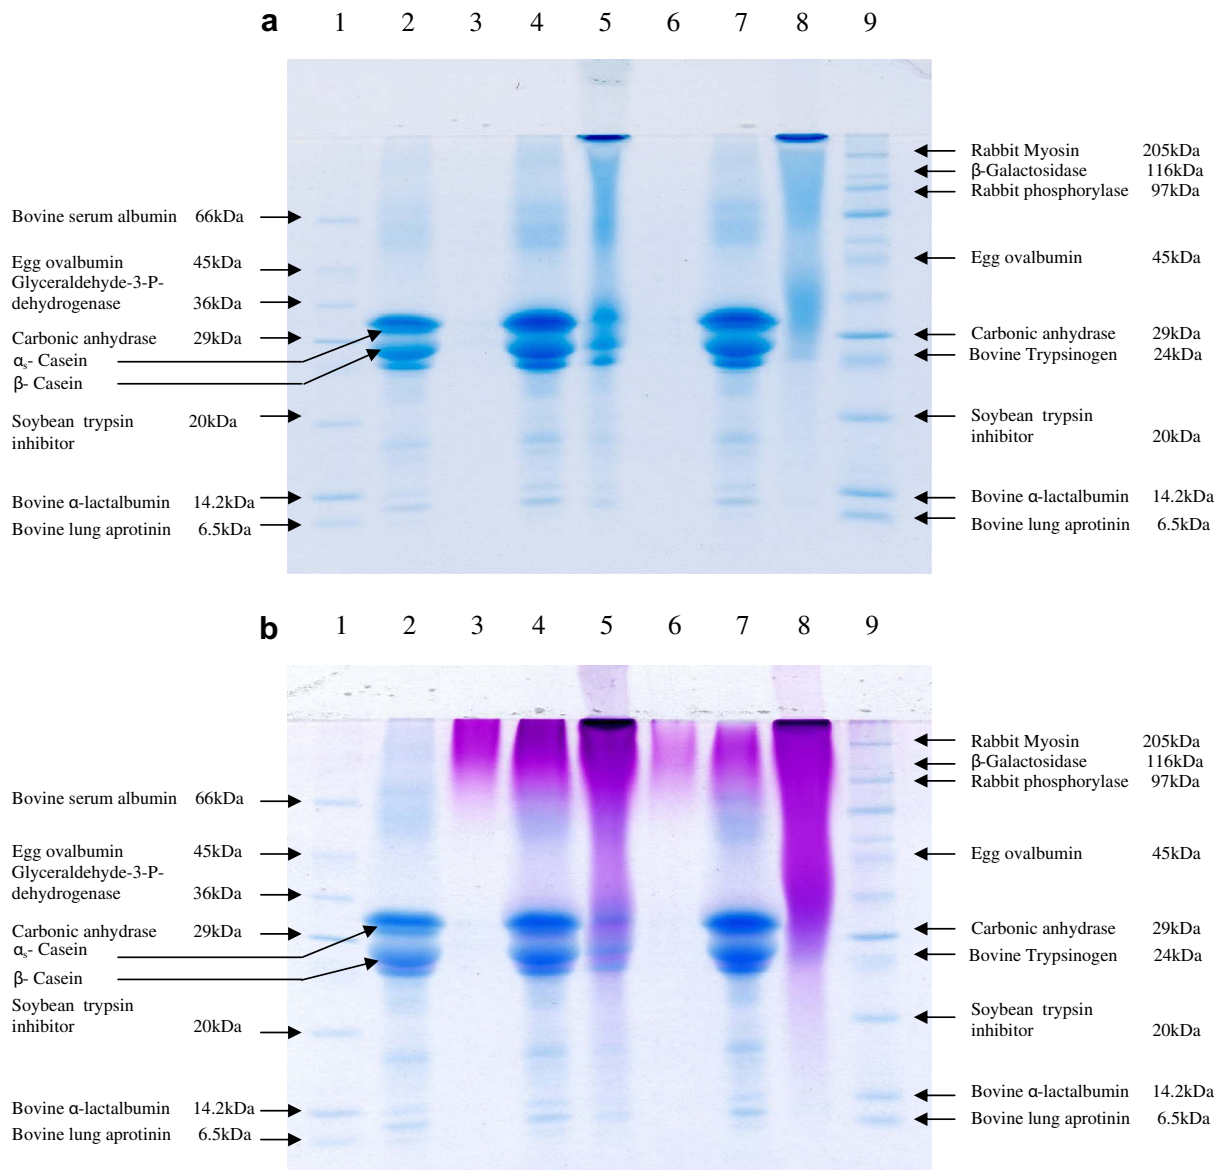 a 1 2 3 4 5 6 7 8 9
Rabbit Myosin 205kDa
β-Galactosidase 116kDa
Rabbit phosphorylase 97kDa
Bovine serum albumin 66kDa
Egg ovalbumin 45kDa
Egg ovalbumin 45kDa
Glyceraldehyde-3-P-
dehydrogenase 36kDa
Carbonic anhydrase 29kDa
Carbonic anhydrase 29kDa
Bovine Trypsinogen 24kDa
αs- Casein
β- Casein
Soybean trypsin 20kDa
inhibitor
Soybean trypsin
inhibitor 20kDa
Bovine α-lactalbumin 14.2kDa
Bovine α-lactalbumin 14.2kDa
Bovine lung aprotinin 6.5kDa
Bovine lung aprotinin 6.5kDa
b 1 2 3 4 5 6 7 8 9
Rabbit Myosin 205kDa
β-Galactosidase 116kDa
Rabbit phosphorylase 97kDa
Bovine serum albumin 66kDa
Egg ovalbumin 45kDa
Egg ovalbumin 45kDa
Glyceraldehyde-3-P-
dehydrogenase 36kDa
Carbonic anhydrase 29kDa
Carbonic anhydrase 29kDa
αs- Casein
Bovine Trypsinogen 24kDa
β- Casein
Soybean trypsin
inhibitor 20kDa
Soybean trypsin
inhibitor 20kDa
Bovine α-lactalbumin 14.2kDa
Bovine α-lactalbumin 14.2kDa
Bovine lung aprotinin 6.5kDa
Bovine lung aprotinin 6.5kDa